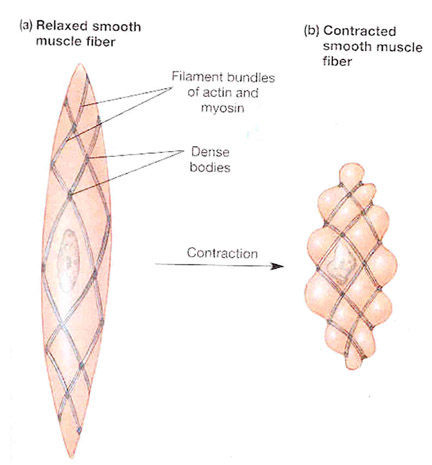 (a) Relaxed smooth
muscle fiber
(b) Contracted
smooth muscle
fiber
Filament bundles
of actin and
myosin
Dense
bodies
Contraction